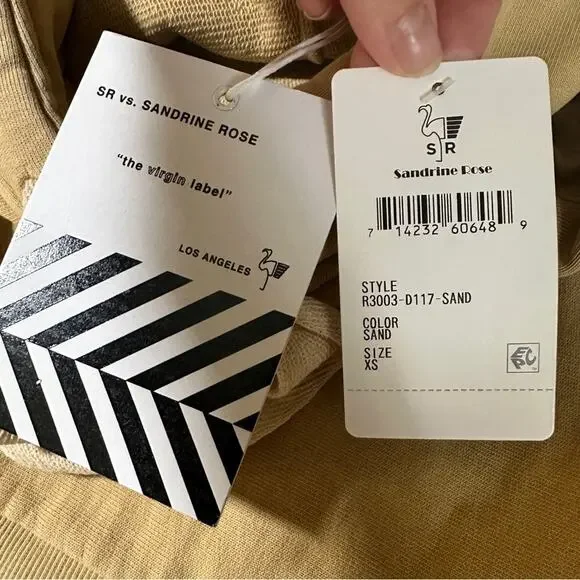 SR vs. SANDRINE ROSE
"the virgin label"
LOS ANGELES
S R
Sandrine Rose
7 14232 60648 9
STYLE
R3003-D117-SAND
COLOR
SAND
SIZE
XS
EPC